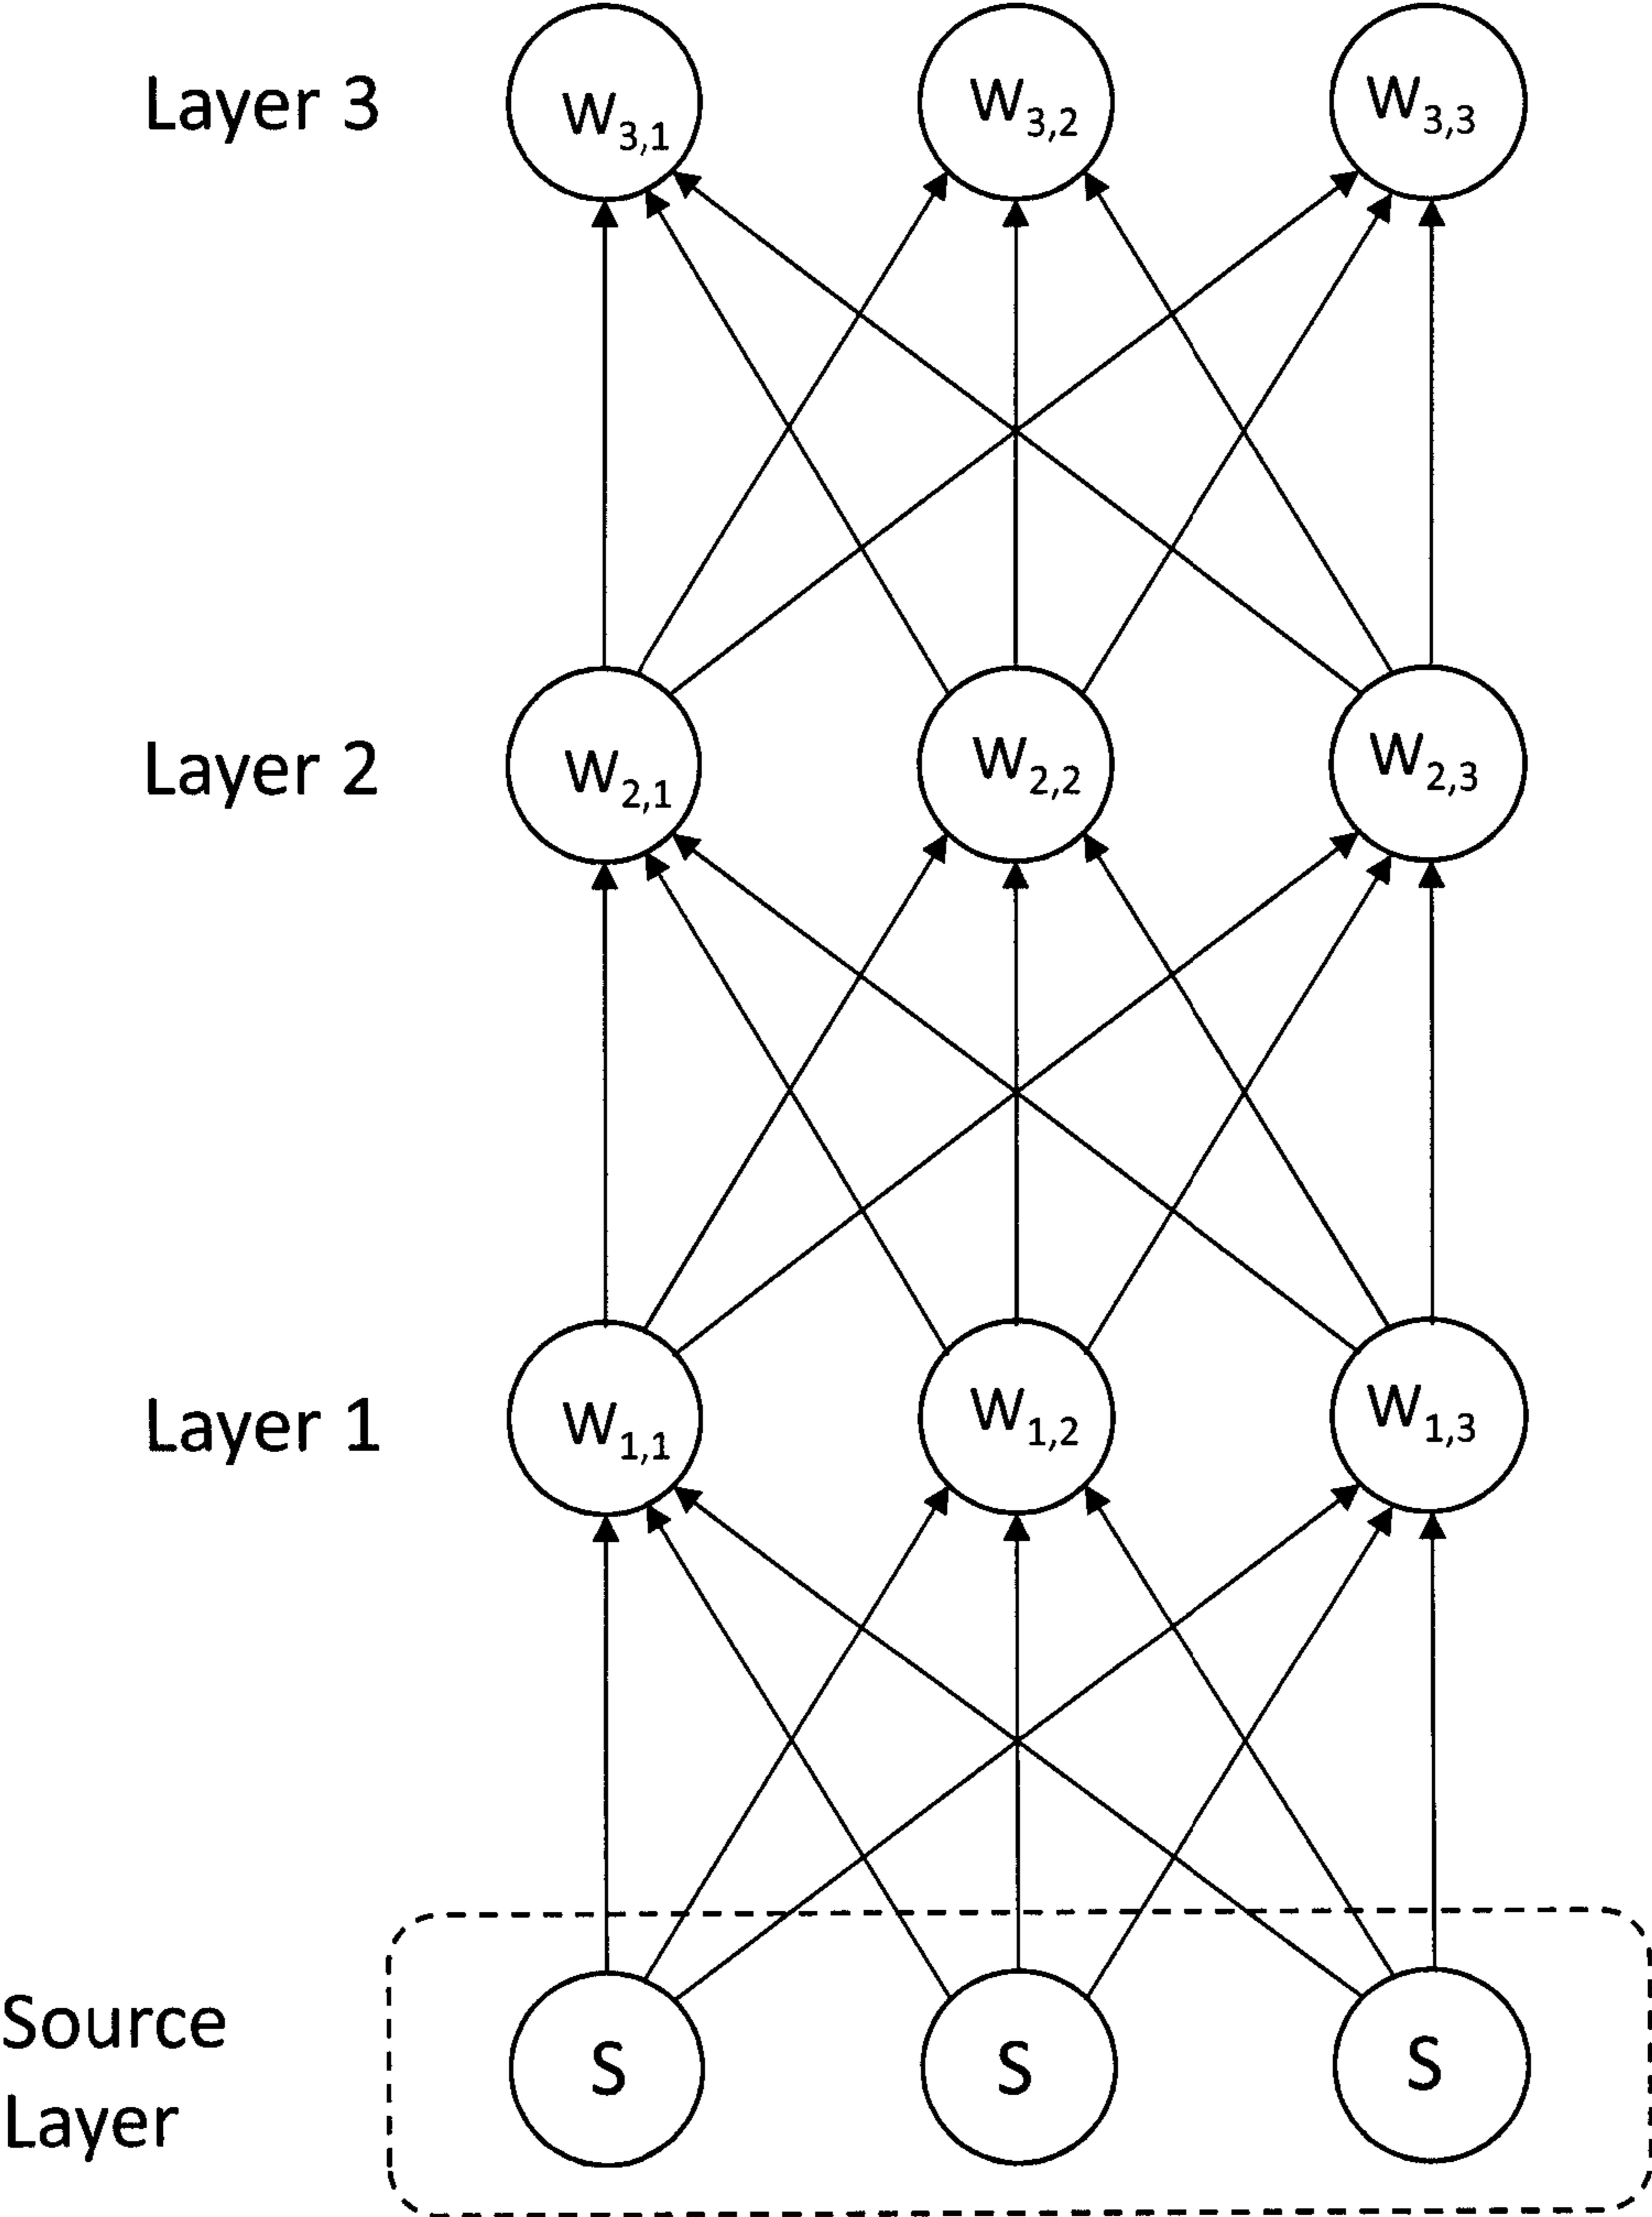 Layer 3 W3,1 W3,2 W3,3
Layer 2 W2,1 W2,2 W2,3
Layer 1 W1,1 W1,2 W1,3
Source
Layer
S S S